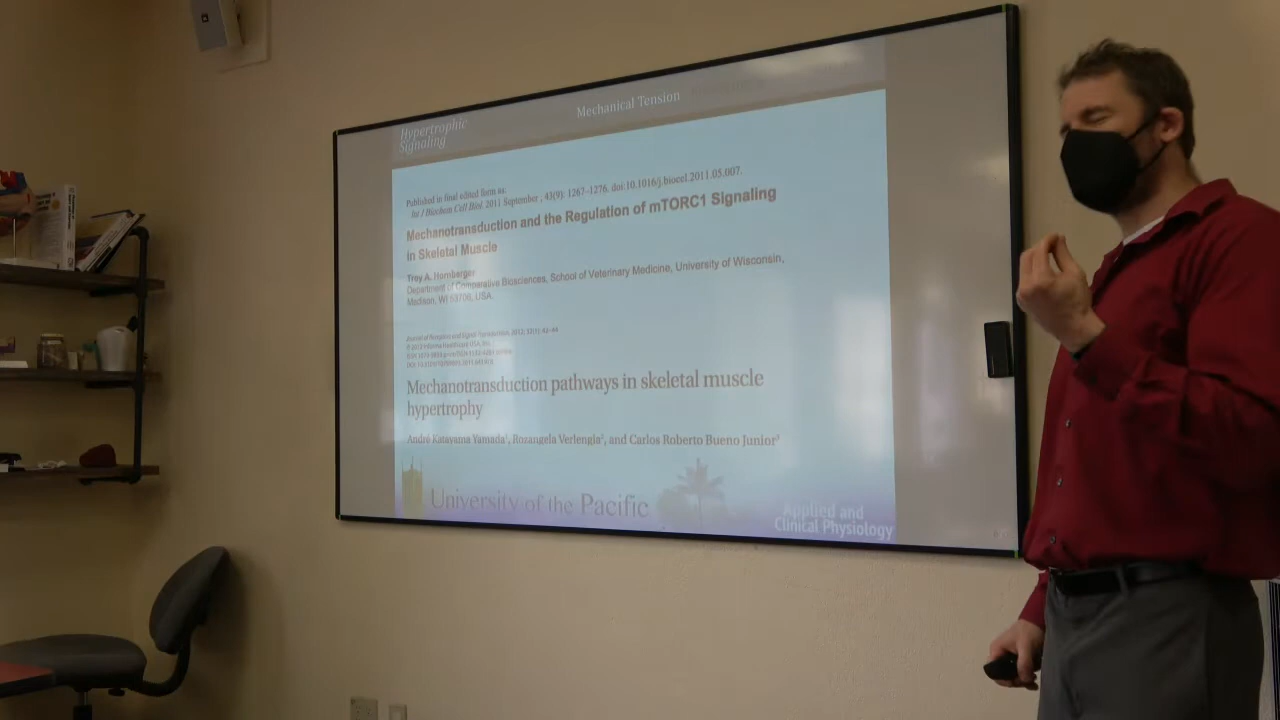 Hypertrophic
Signaling
Mechanical Tension
Published in final edited form as:
Int J Biochem Cell Biol. 2011 September ; 43(9): 1267–1276. doi:10.1016/j.biocel.2011.05.007.
Mechanotransduction and the Regulation of mTORC1 Signaling
in Skeletal Muscle
Troy A. Hornberger
Department of Comparative Biosciences, School of Veterinary Medicine, University of Wisconsin,
Madison, WI 53706, USA.
Mechanotransduction pathways in skeletal muscle
hypertrophy
André Katayama Yamada¹, Rozangela Verlengia², and Carlos Roberto Bueno Junior³
University of the Pacific
Applied and
Clinical Physiology